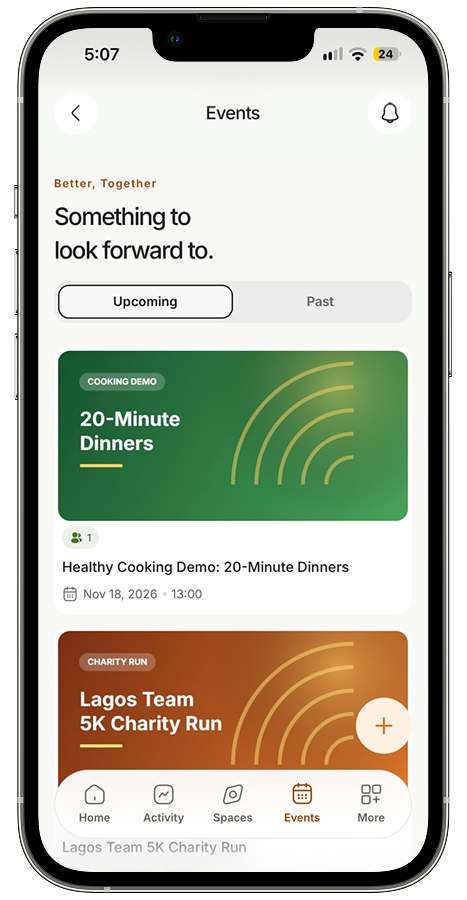 5:07
24
Events
Better, Together
Something to
look forward to.
Upcoming
Past
COOKING DEMO
20-Minute
Dinners
1
Healthy Cooking Demo: 20-Minute Dinners
Nov 18, 2026 • 13:00
CHARITY RUN
Lagos Team
5K Charity Run
Home
Activity
Spaces
Events
More
Lagos Team 5K Charity Run